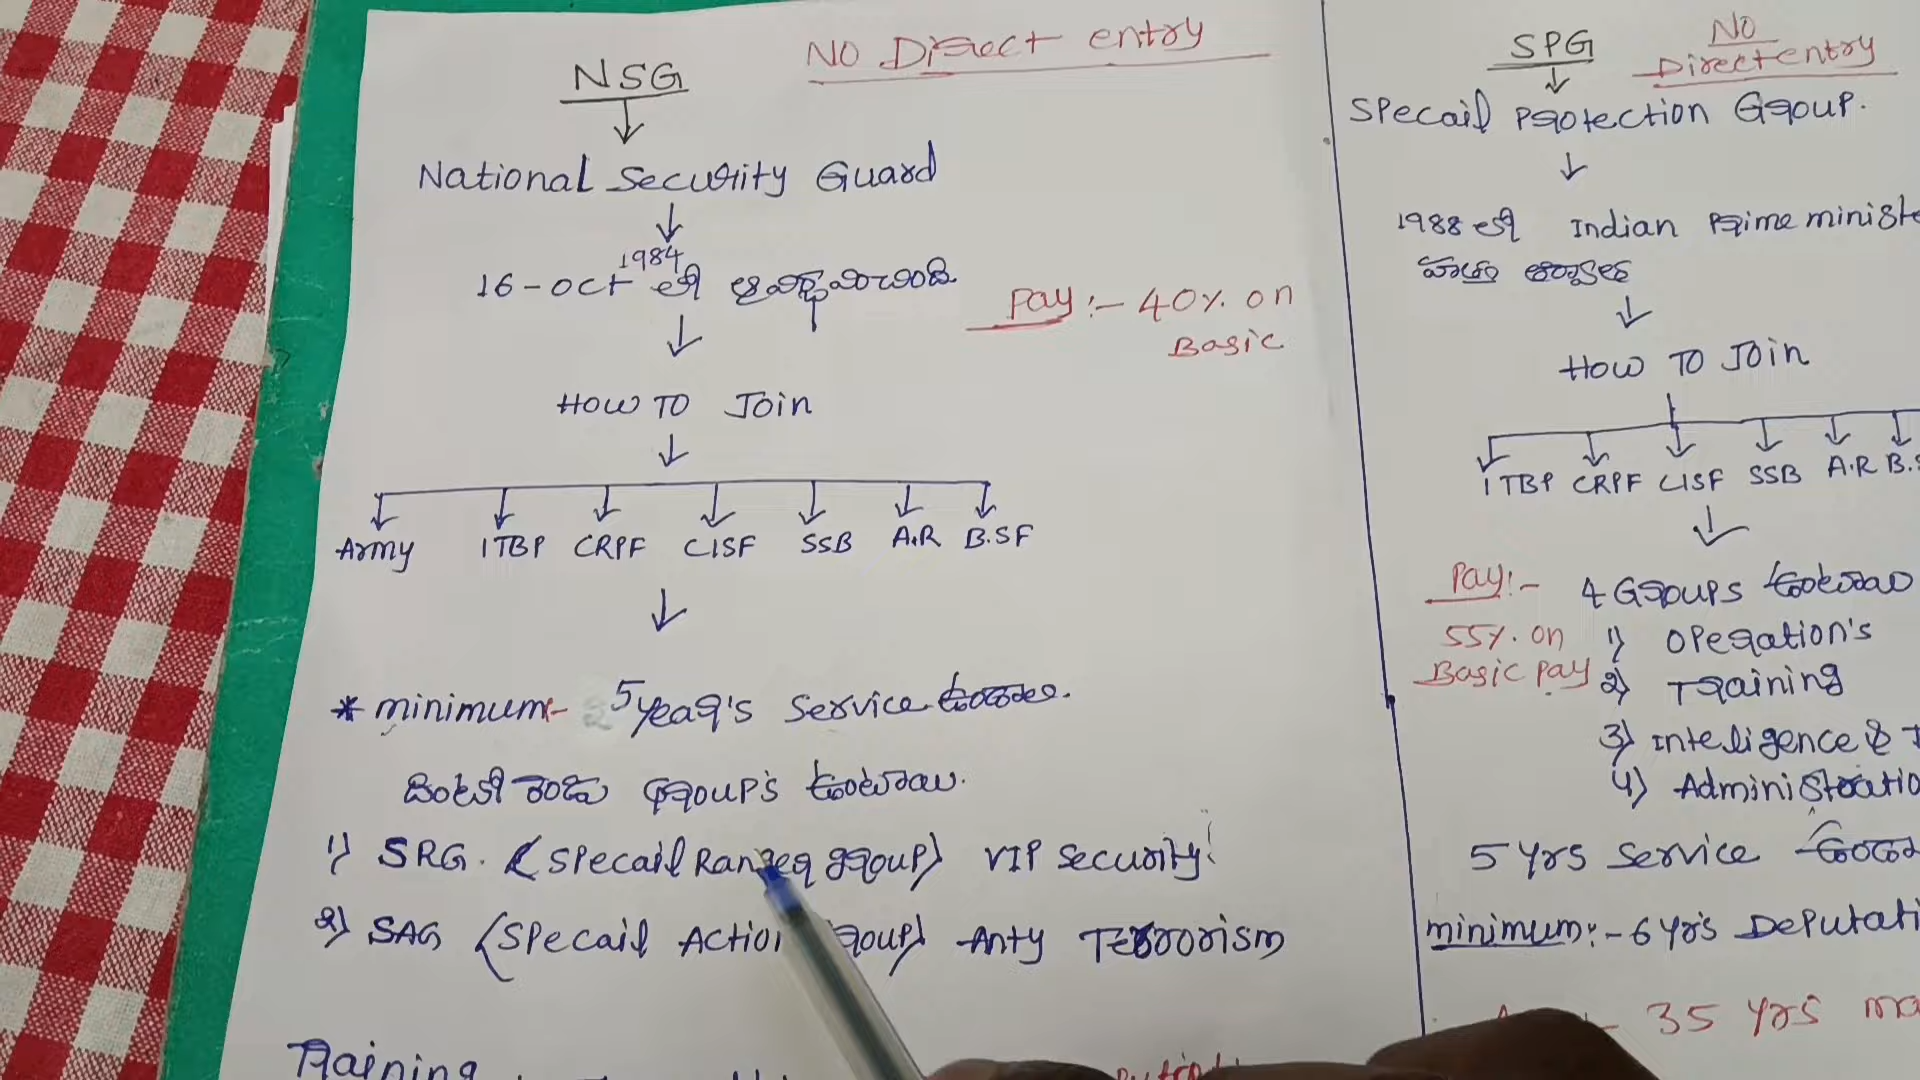 NSG
NO Direct entry
National Security Guard
1984
16-oct లో
Pay:- 40% on
Basic
HOW TO Join
Army ITBP CRPF CISF SSB A.R B.SF
* minimum:- 5 year's Service ఉండాలి.
దింట్లో రెండు Group's ఉంటాయి.
1) SRG. (Specail Ranger group) VIP Security.
2) SAG (Specail Action Group) Anty Terrorism
Training
SPG
NO
Direct entry
Specail Protection Group.
1988 లో Indian Prime ministe
HOW TO Join
ITBP CRPF CISF SSB A.R B.S
Pay:-
55% on
Basic pay
4 Groups ఉంటాయి
1) Operation's
2) Training
3) Intelligence & T
4) Administratio
5 yrs Service ఉండా
minimum:- 6 yrs Deputati
35 yrs ma